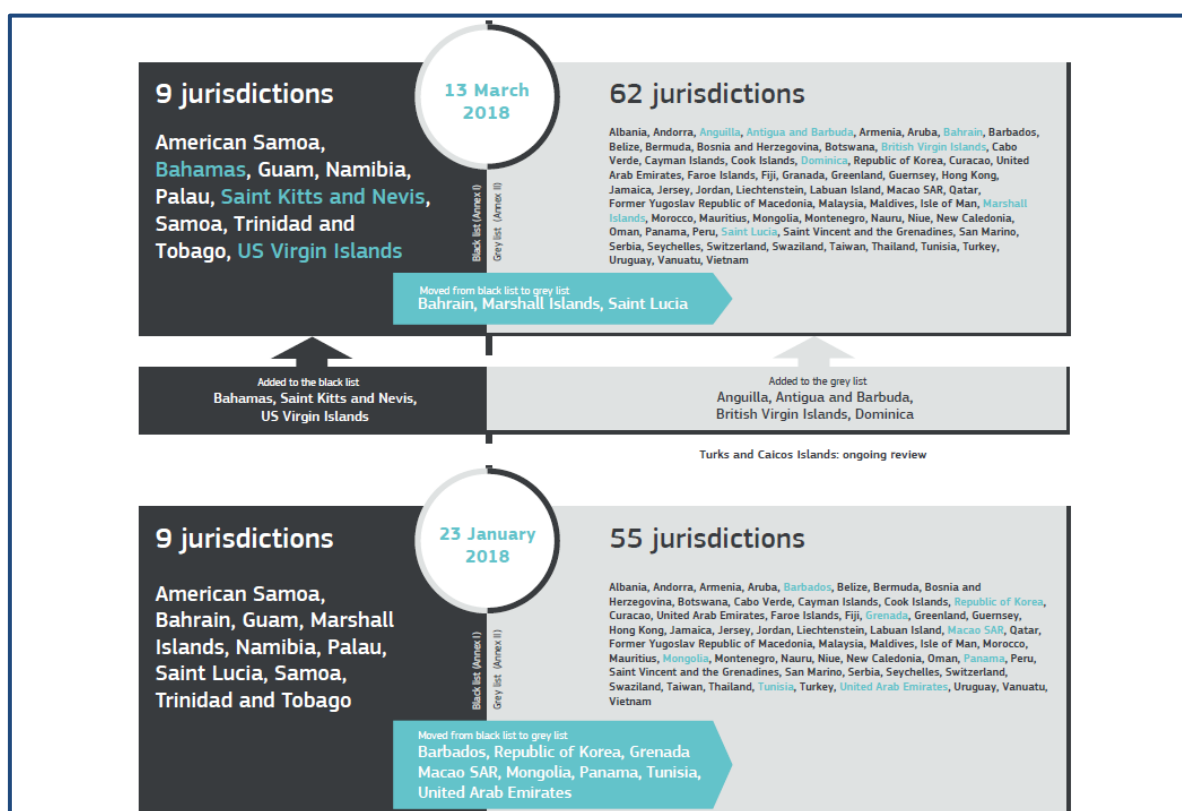 9 jurisdictions
American Samoa,
Bahamas, Guam, Namibia,
Palau, Saint Kitts and Nevis,
Samoa, Trinidad and
Tobago, US Virgin Islands
13 March
2018
Black list (Annex I)
Grey list (Annex II)
62 jurisdictions
Albania, Andorra, Anguilla, Antigua and Barbuda, Armenia, Aruba, Bahrain, Barbados,
Belize, Bermuda, Bosnia and Herzegovina, Botswana, British Virgin Islands, Cabo
Verde, Cayman Islands, Cook Islands, Dominica, Republic of Korea, Curacao, United
Arab Emirates, Faroe Islands, Fiji, Granada, Greenland, Guernsey, Hong Kong,
Jamaica, Jersey, Jordan, Liechtenstein, Labuan Island, Macao SAR, Qatar,
Former Yugoslav Republic of Macedonia, Malaysia, Maldives, Isle of Man, Marshall
Islands, Morocco, Mauritius, Mongolia, Montenegro, Nauru, Niue, New Caledonia,
Oman, Panama, Peru, Saint Lucia, Saint Vincent and the Grenadines, San Marino,
Serbia, Seychelles, Switzerland, Swaziland, Taiwan, Thailand, Tunisia, Turkey,
Uruguay, Vanuatu, Vietnam
Moved from black list to grey list
Bahrain, Marshall Islands, Saint Lucia
Added to the black list
Bahamas, Saint Kitts and Nevis,
US Virgin Islands
Added to the grey list
Anguilla, Antigua and Barbuda,
British Virgin Islands, Dominica
Turks and Caicos Islands: ongoing review
9 jurisdictions
American Samoa,
Bahrain, Guam, Marshall
Islands, Namibia, Palau,
Saint Lucia, Samoa,
Trinidad and Tobago
23 January
2018
Black list (Annex I)
Grey list (Annex II)
55 jurisdictions
Albania, Andorra, Armenia, Aruba, Barbados, Belize, Bermuda, Bosnia and
Herzegovina, Botswana, Cabo Verde, Cayman Islands, Cook Islands, Republic of Korea,
Curacao, United Arab Emirates, Faroe Islands, Fiji, Grenada, Greenland, Guernsey,
Hong Kong, Jamaica, Jersey, Jordan, Liechtenstein, Labuan Island, Macao SAR, Qatar,
Former Yugoslav Republic of Macedonia, Malaysia, Maldives, Isle of Man, Morocco,
Mauritius, Mongolia, Montenegro, Nauru, Niue, New Caledonia, Oman, Panama, Peru,
Saint Vincent and the Grenadines, San Marino, Serbia, Seychelles, Switzerland,
Swaziland, Taiwan, Thailand, Tunisia, Turkey, United Arab Emirates, Uruguay, Vanuatu,
Vietnam
Moved from black list to grey list
Barbados, Republic of Korea, Grenada
Macao SAR, Mongolia, Panama, Tunisia,
United Arab Emirates